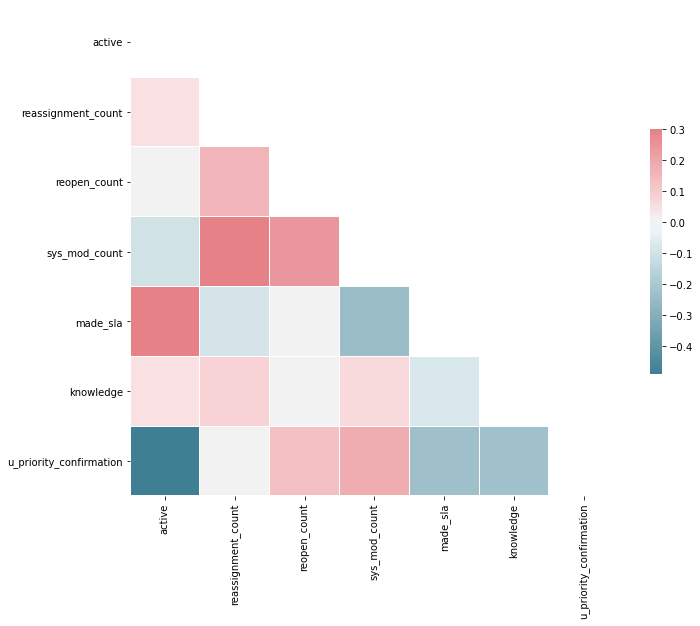 active
reassignment_count
reopen_count
sys_mod_count
made_sla
knowledge
u_priority_confirmation
active
reassignment_count
reopen_count
sys_mod_count
made_sla
knowledge
u_priority_confirmation
0.3
0.2
0.1
0.0
−0.1
−0.2
−0.3
−0.4